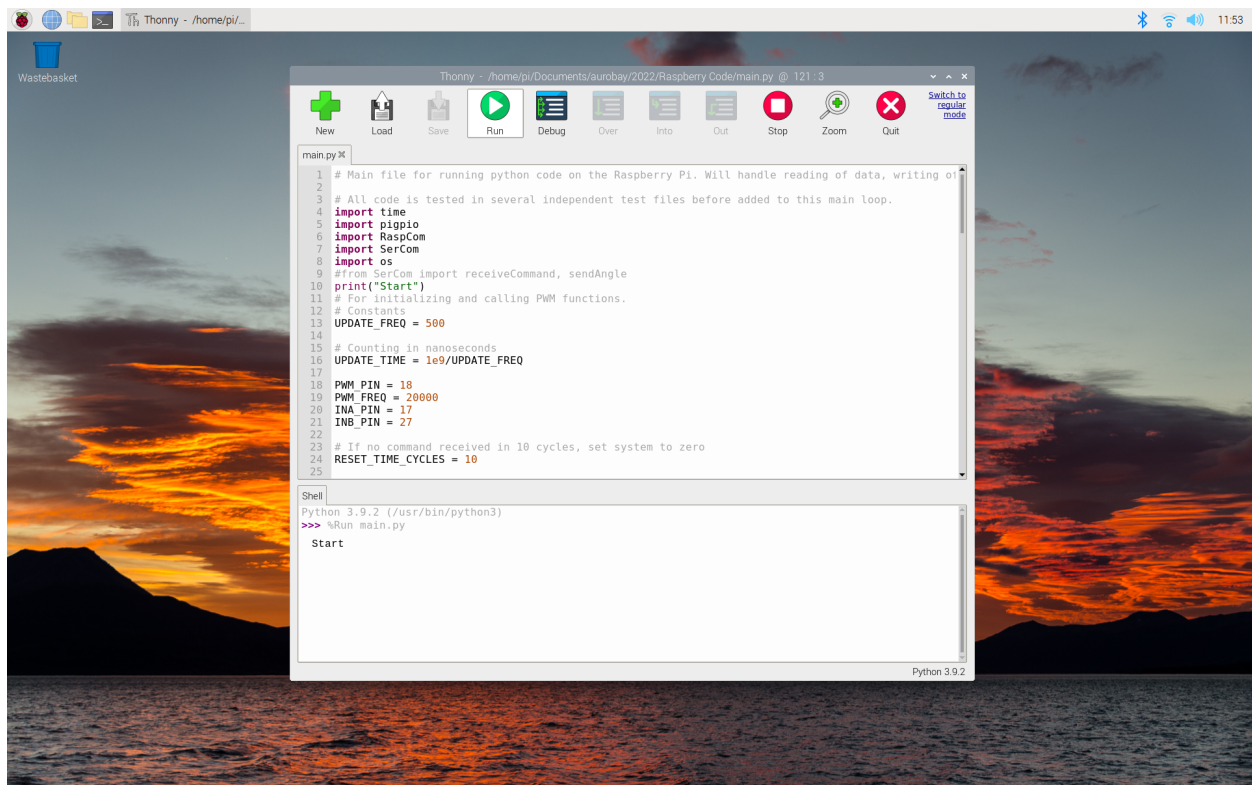 Thonny - /home/pi/…
11:53
Wastebasket
Thonny - /home/pi/Documents/aurobay/2022/Raspberry Code/main.py @ 121 : 3
New Load Save Run Debug Over Into Out Stop Zoom Quit
Switch to
regular
mode
main.py
1 # Main file for running python code on the Raspberry Pi. Will handle reading of data, writing of
2
3 # All code is tested in several independent test files before added to this main loop.
4 import time
5 import pigpio
6 import RaspCom
7 import SerCom
8 import os
9 #from SerCom import receiveCommand, sendAngle
10 print("Start")
11 # For initializing and calling PWM functions.
12 # Constants
13 UPDATE_FREQ = 500
14
15 # Counting in nanoseconds
16 UPDATE_TIME = 1e9/UPDATE_FREQ
17
18 PWM_PIN = 18
19 PWM_FREQ = 20000
20 INA_PIN = 17
21 INB_PIN = 27
22
23 # If no command received in 10 cycles, set system to zero
24 RESET_TIME_CYCLES = 10
25
Shell
Python 3.9.2 (/usr/bin/python3)
>>> %Run main.py
Start
Python 3.9.2